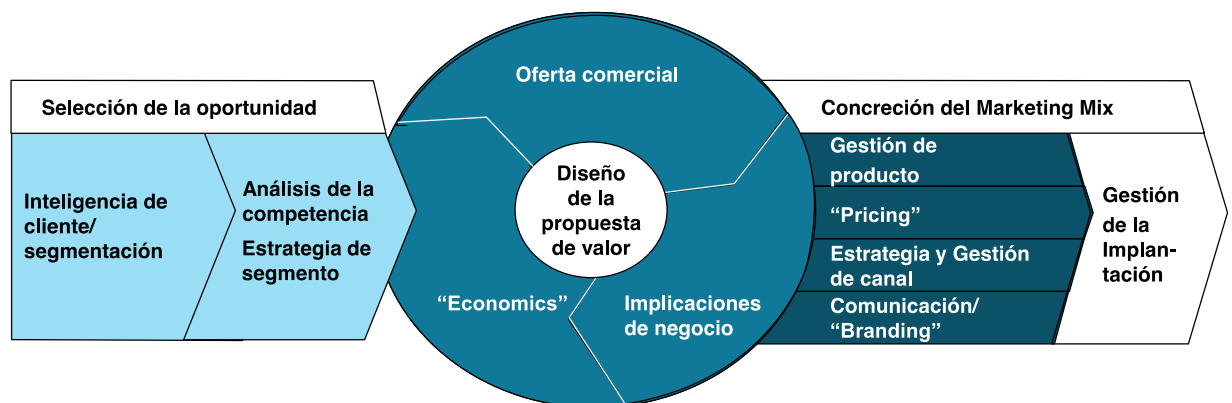 Selección de la oportunidad
Inteligencia de
cliente/
segmentación
Análisis de la
competencia
Estrategia de
segmento
Oferta comercial
Diseño
de la
propuesta
de valor
“Economics”
Implicaciones
de negocio
Concreción del Marketing Mix
Gestión de
producto
“Pricing”
Estrategia y Gestión
de canal
Comunicación/
“Branding”
Gestión
de la
Implan-
tación